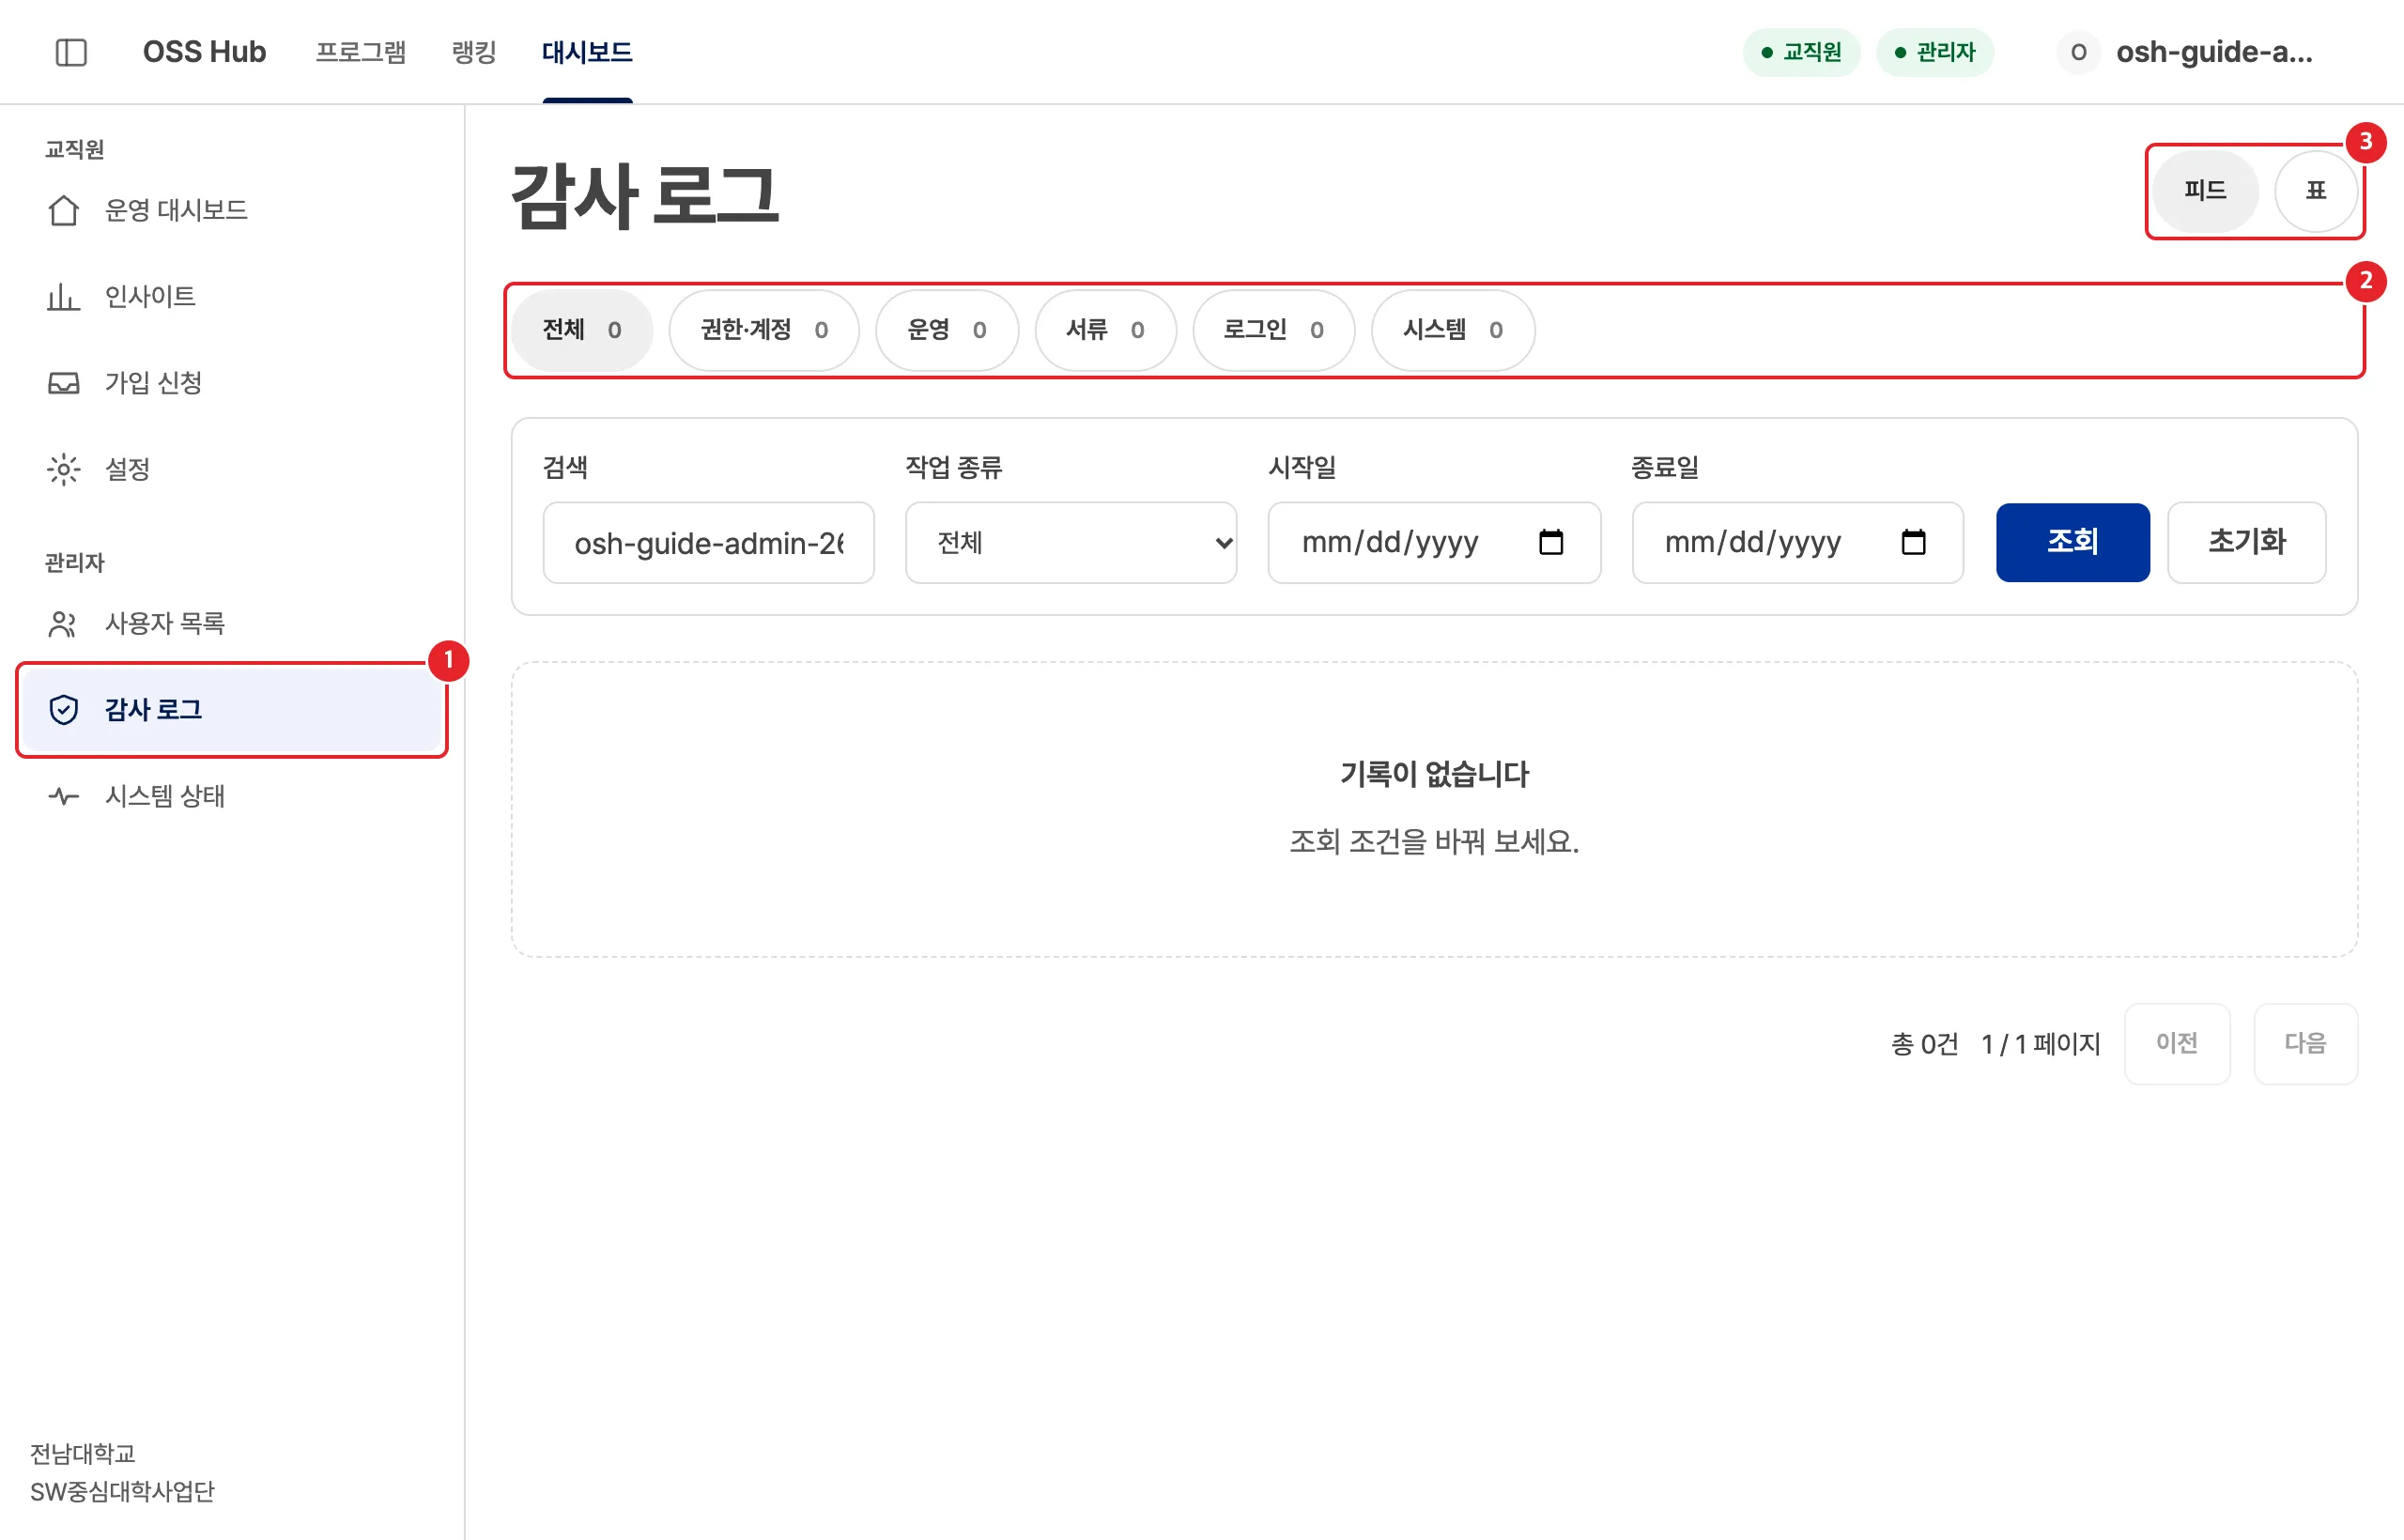 OSS Hub 프로그램 랭킹 대시보드 교직원 관리자 O osh-guide-a...
교직원
운영 대시보드
인사이트
가입 신청
설정
관리자
사용자 목록
1
감사 로그
시스템 상태
전남대학교
SW중심대학사업단
감사 로그
3
피드 표
2
전체 0 권한·계정 0 운영 0 서류 0 로그인 0 시스템 0
검색 작업 종류 시작일 종료일
osh-guide-admin-26 전체 mm/dd/yyyy mm/dd/yyyy 조회 초기화
기록이 없습니다
조회 조건을 바꿔 보세요.
총 0건 1 / 1 페이지 이전 다음